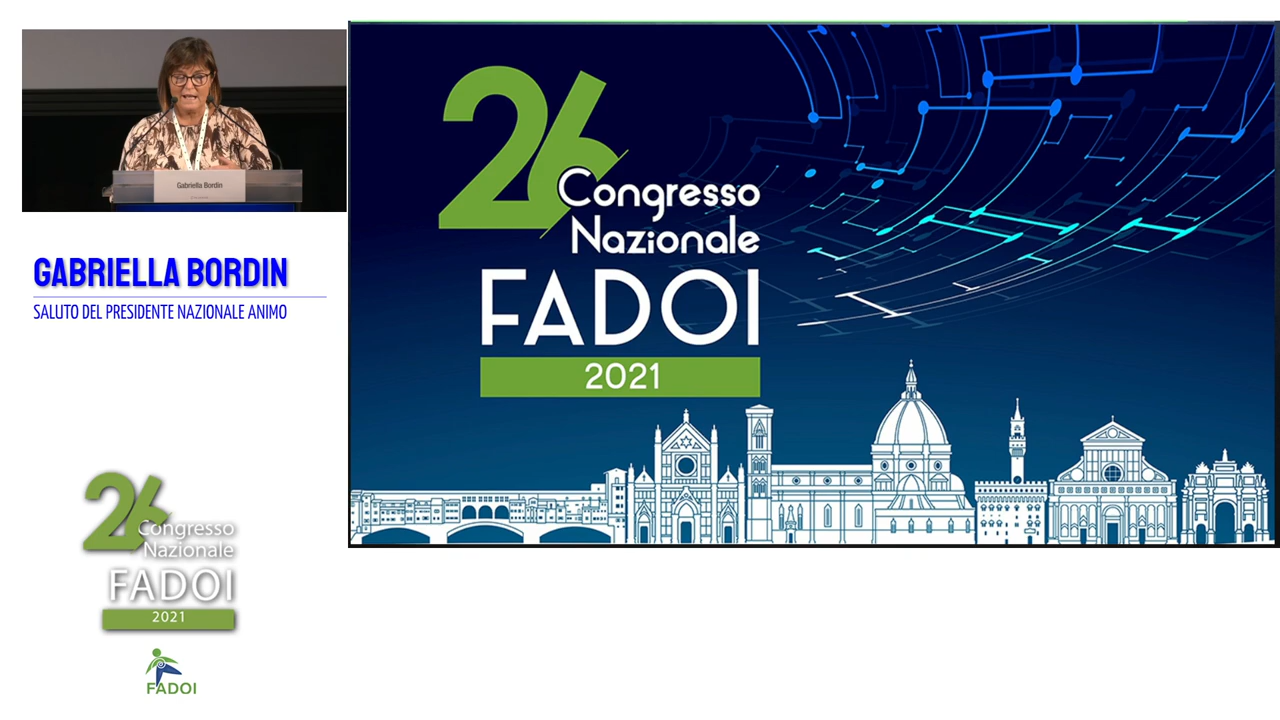 Gabriella Bordin
GABRIELLA BORDIN
SALUTO DEL PRESIDENTE NAZIONALE ANIMO
26
Congresso
Nazionale
FADOI
2021
FADOI
26
Congresso
Nazionale
FADOI
2021